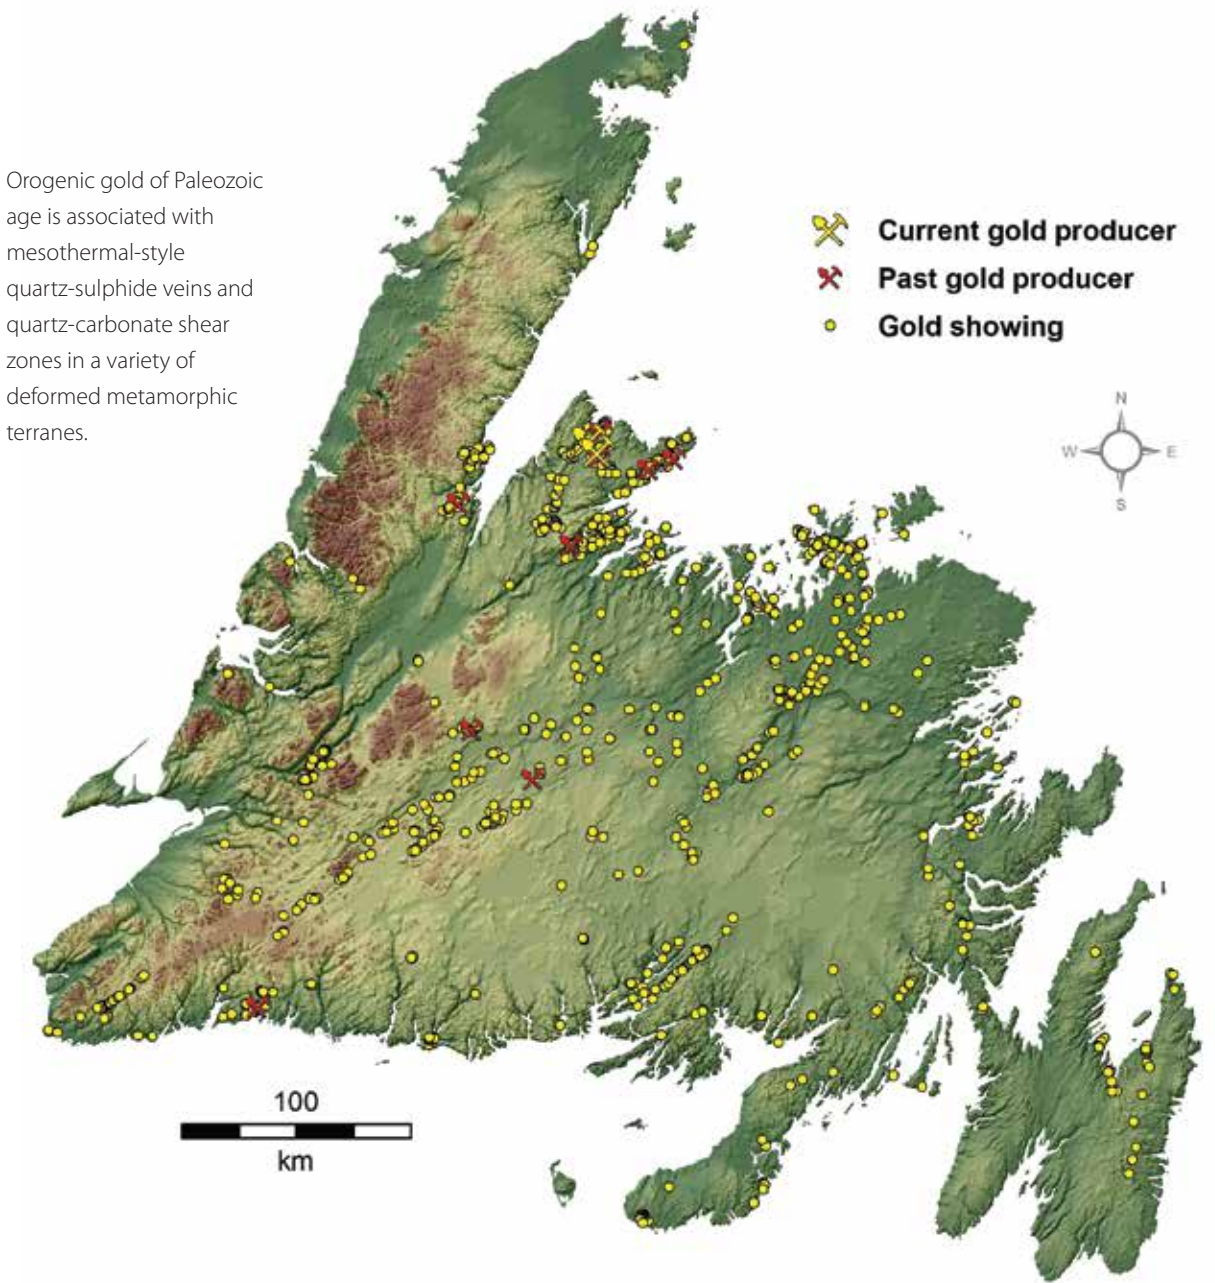 Orogenic gold of Paleozoic
age is associated with
mesothermal-style
quartz-sulphide veins and
quartz-carbonate shear
zones in a variety of
deformed metamorphic
terranes.
Current gold producer
Past gold producer
Gold showing
N
W E
S
100
km